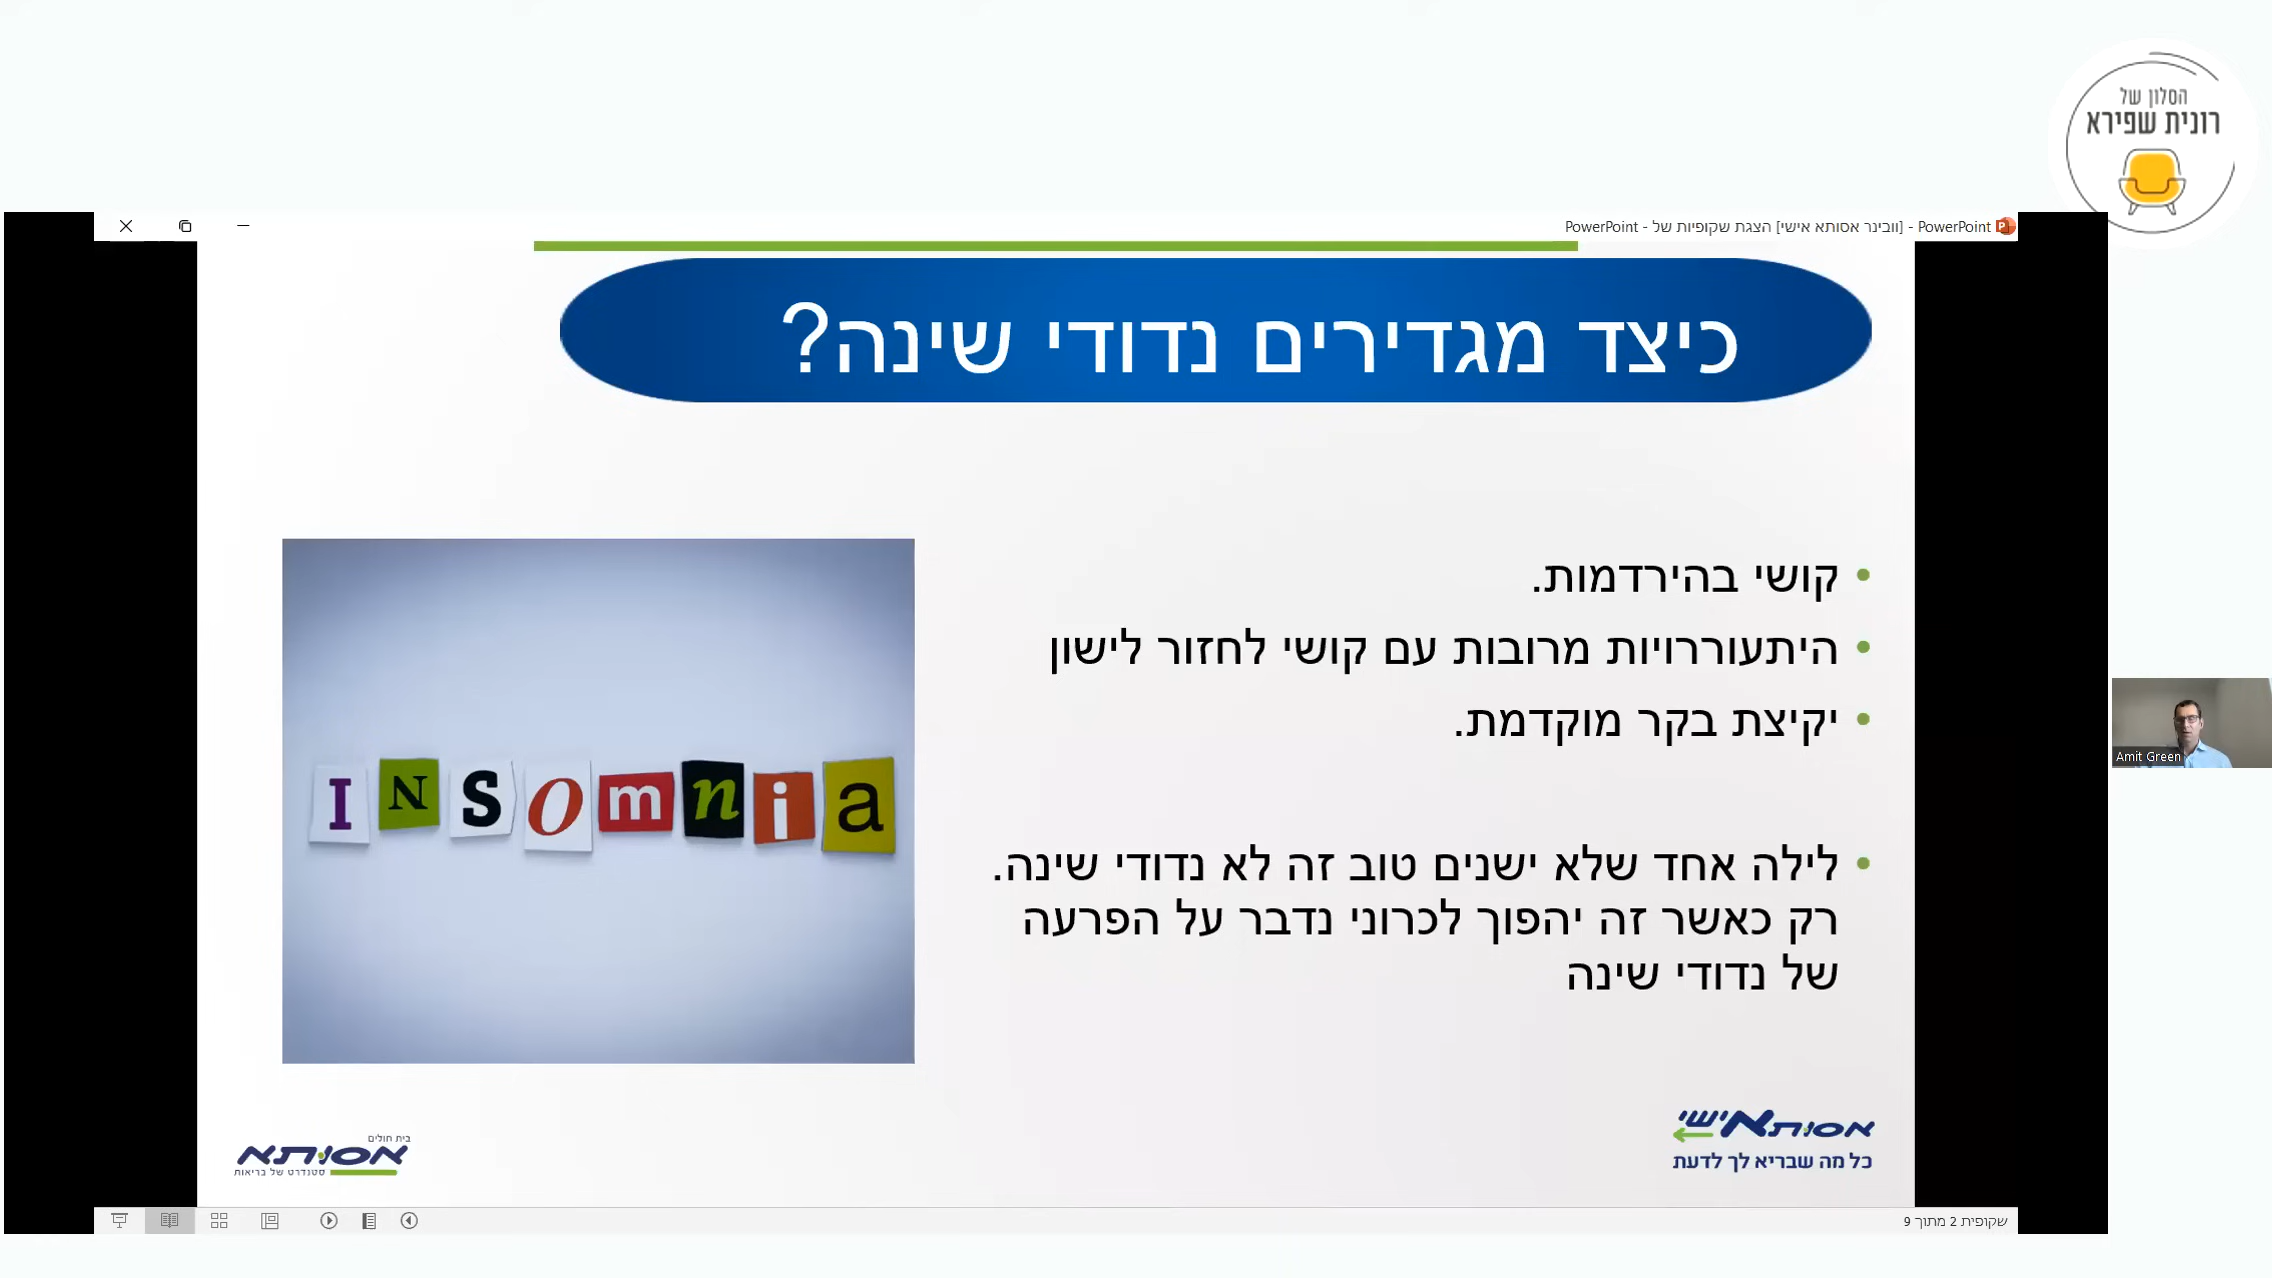 הסלון של
רונית שפירא
PowerPoint - [וובינר אסותא אישי] הצגת שקופיות של - PowerPoint
כיצד מגדירים נדודי שינה?
• קושי בהירדמות.
• היתעוררויות מרובות עם קושי לחזור לישון
• יקיצת בקר מוקדמת.
• לילה אחד שלא ישנים טוב זה לא נדודי שינה.
רק כאשר זה יהפוך לכרוני נדבר על הפרעה
של נדודי שינה
INSOmnia
Amit Green
אסותא אישי
כל מה שבריא לך לדעת
בית חולים
אסותא
סטנדרט של בריאות
שקופית 2 מתוך 9